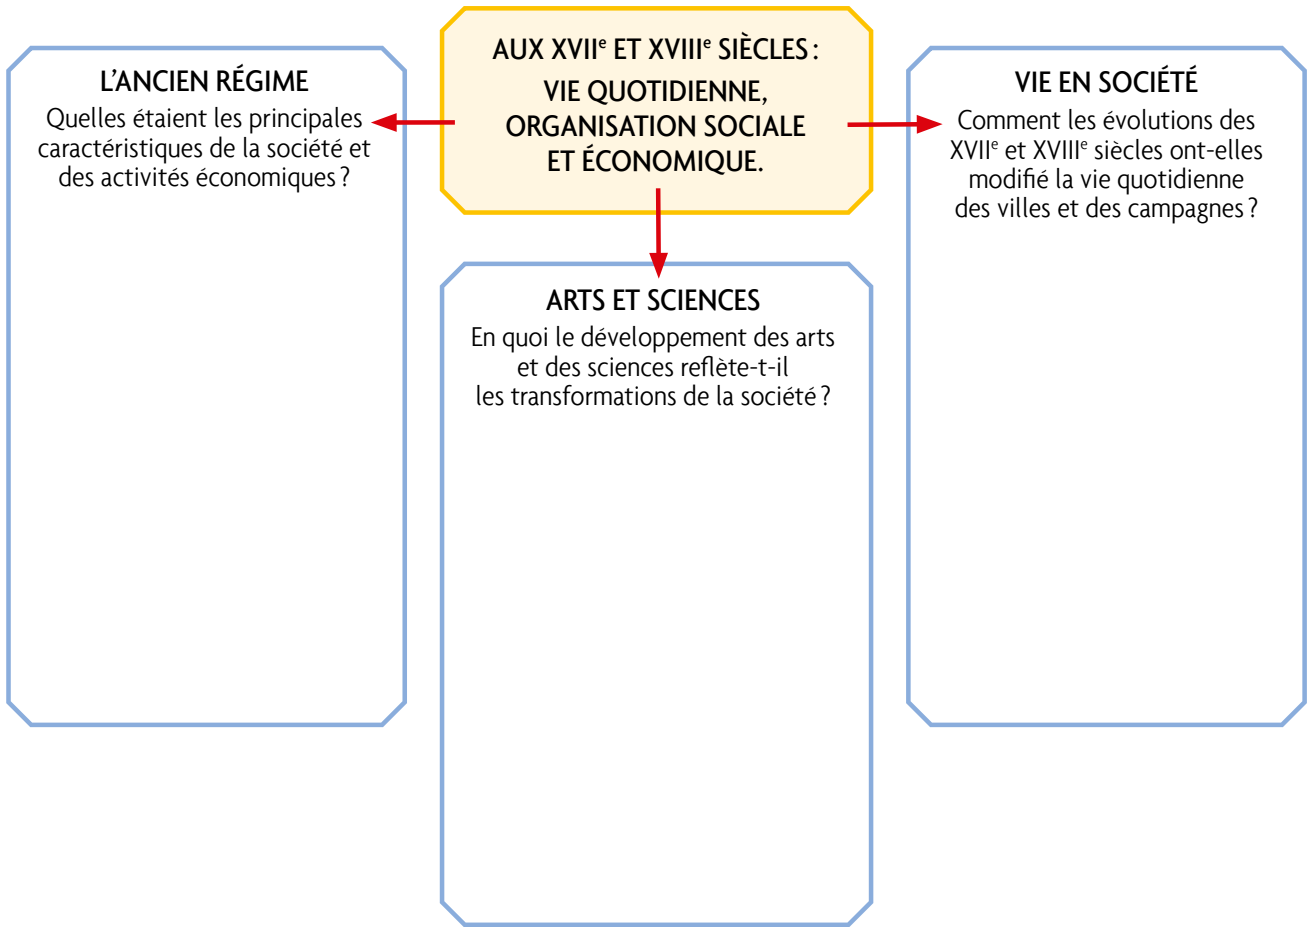 AUX XVIIᵉ ET XVIIIᵉ SIÈCLES :
VIE QUOTIDIENNE,
ORGANISATION SOCIALE
ET ÉCONOMIQUE.
L’ANCIEN RÉGIME
Quelles étaient les principales
caractéristiques de la société et
des activités économiques ?
ARTS ET SCIENCES
En quoi le développement des arts
et des sciences reflète-t-il
les transformations de la société ?
VIE EN SOCIÉTÉ
Comment les évolutions des
XVIIᵉ et XVIIIᵉ siècles ont-elles
modifié la vie quotidienne
des villes et des campagnes ?